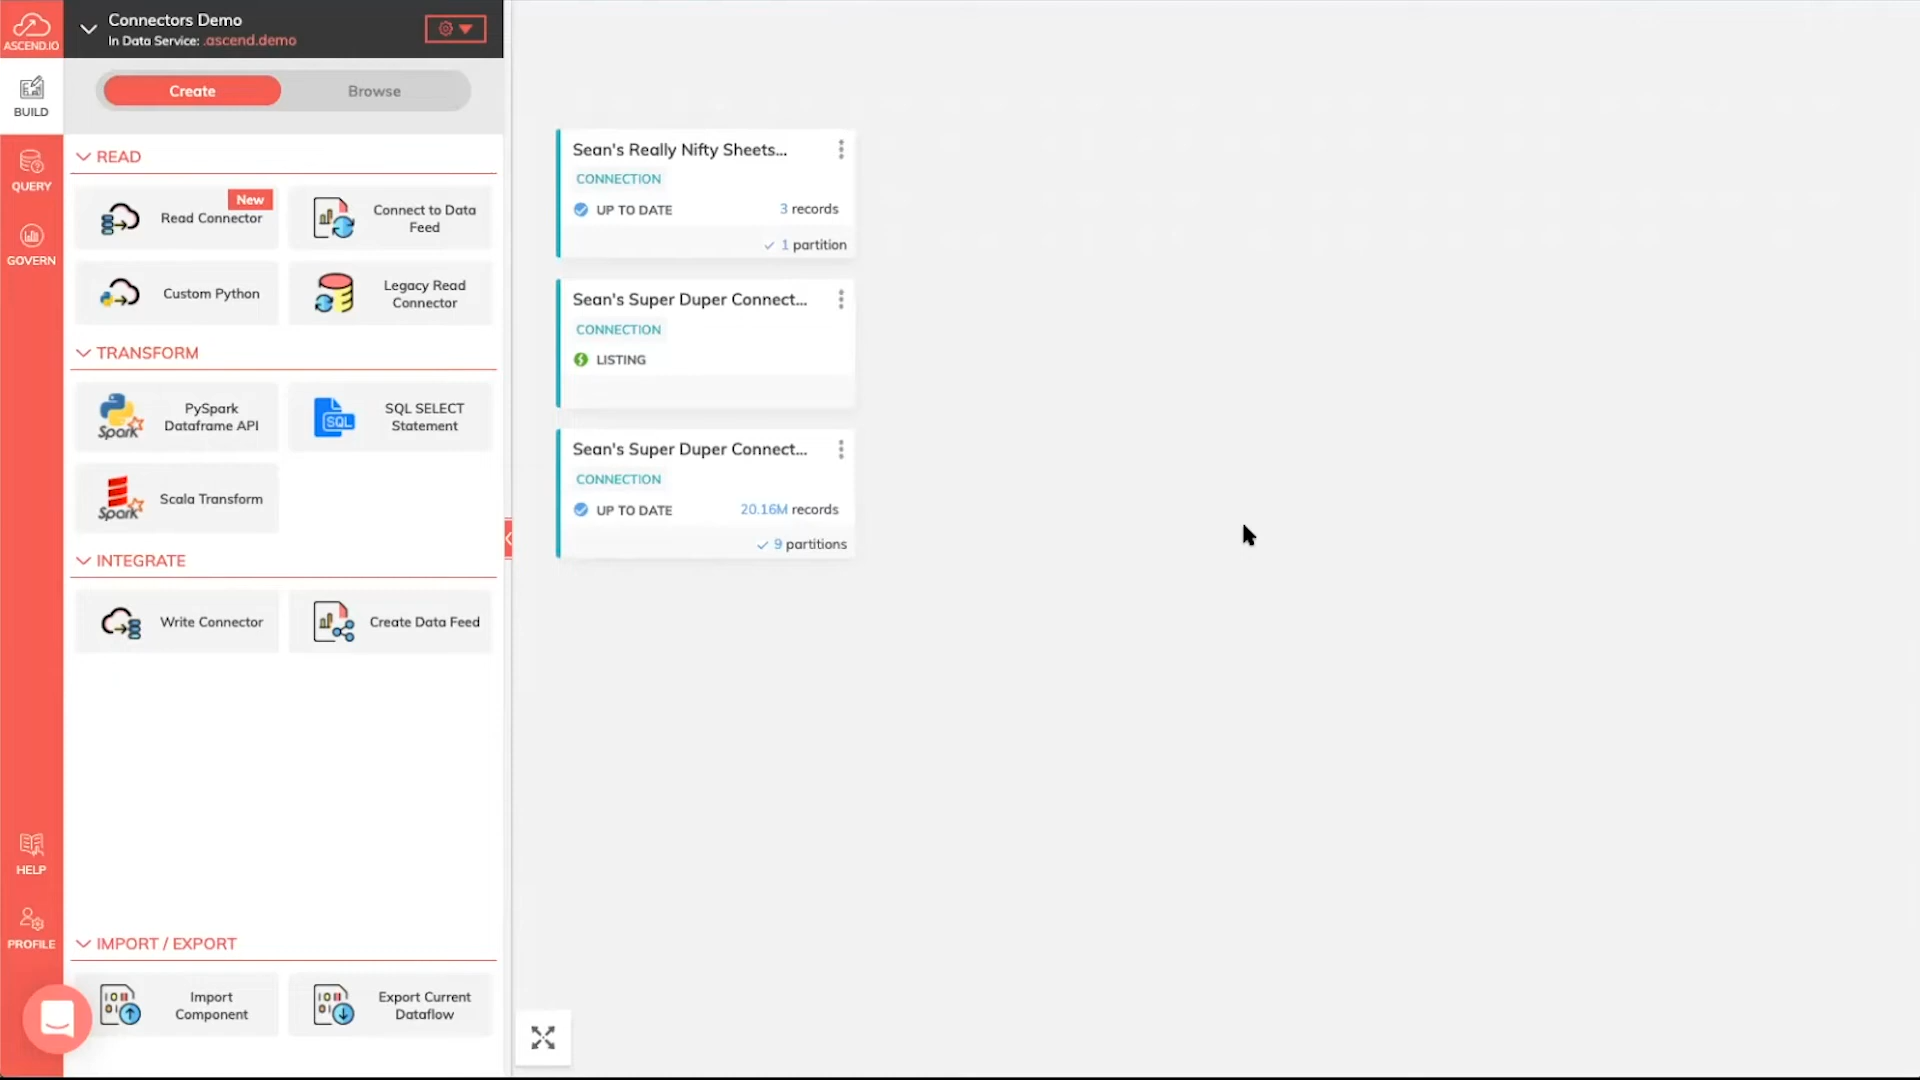 ASCEND.IO
Connectors Demo
In Data Service: .ascend.demo
BUILD
QUERY
GOVERN
HELP
PROFILE
Create
Browse
READ
New
Read Connector
Connect to Data
Feed
Custom Python
Legacy Read
Connector
TRANSFORM
PySpark
Dataframe API
Spark
SQL
SQL SELECT
Statement
Spark
Scala Transform
INTEGRATE
Write Connector
Create Data Feed
IMPORT / EXPORT
Import
Component
Export Current
Dataflow
Sean's Really Nifty Sheets...
CONNECTION
UP TO DATE
3 records
1 partition
Sean's Super Duper Connect...
CONNECTION
LISTING
Sean's Super Duper Connect...
CONNECTION
UP TO DATE
20.16M records
9 partitions